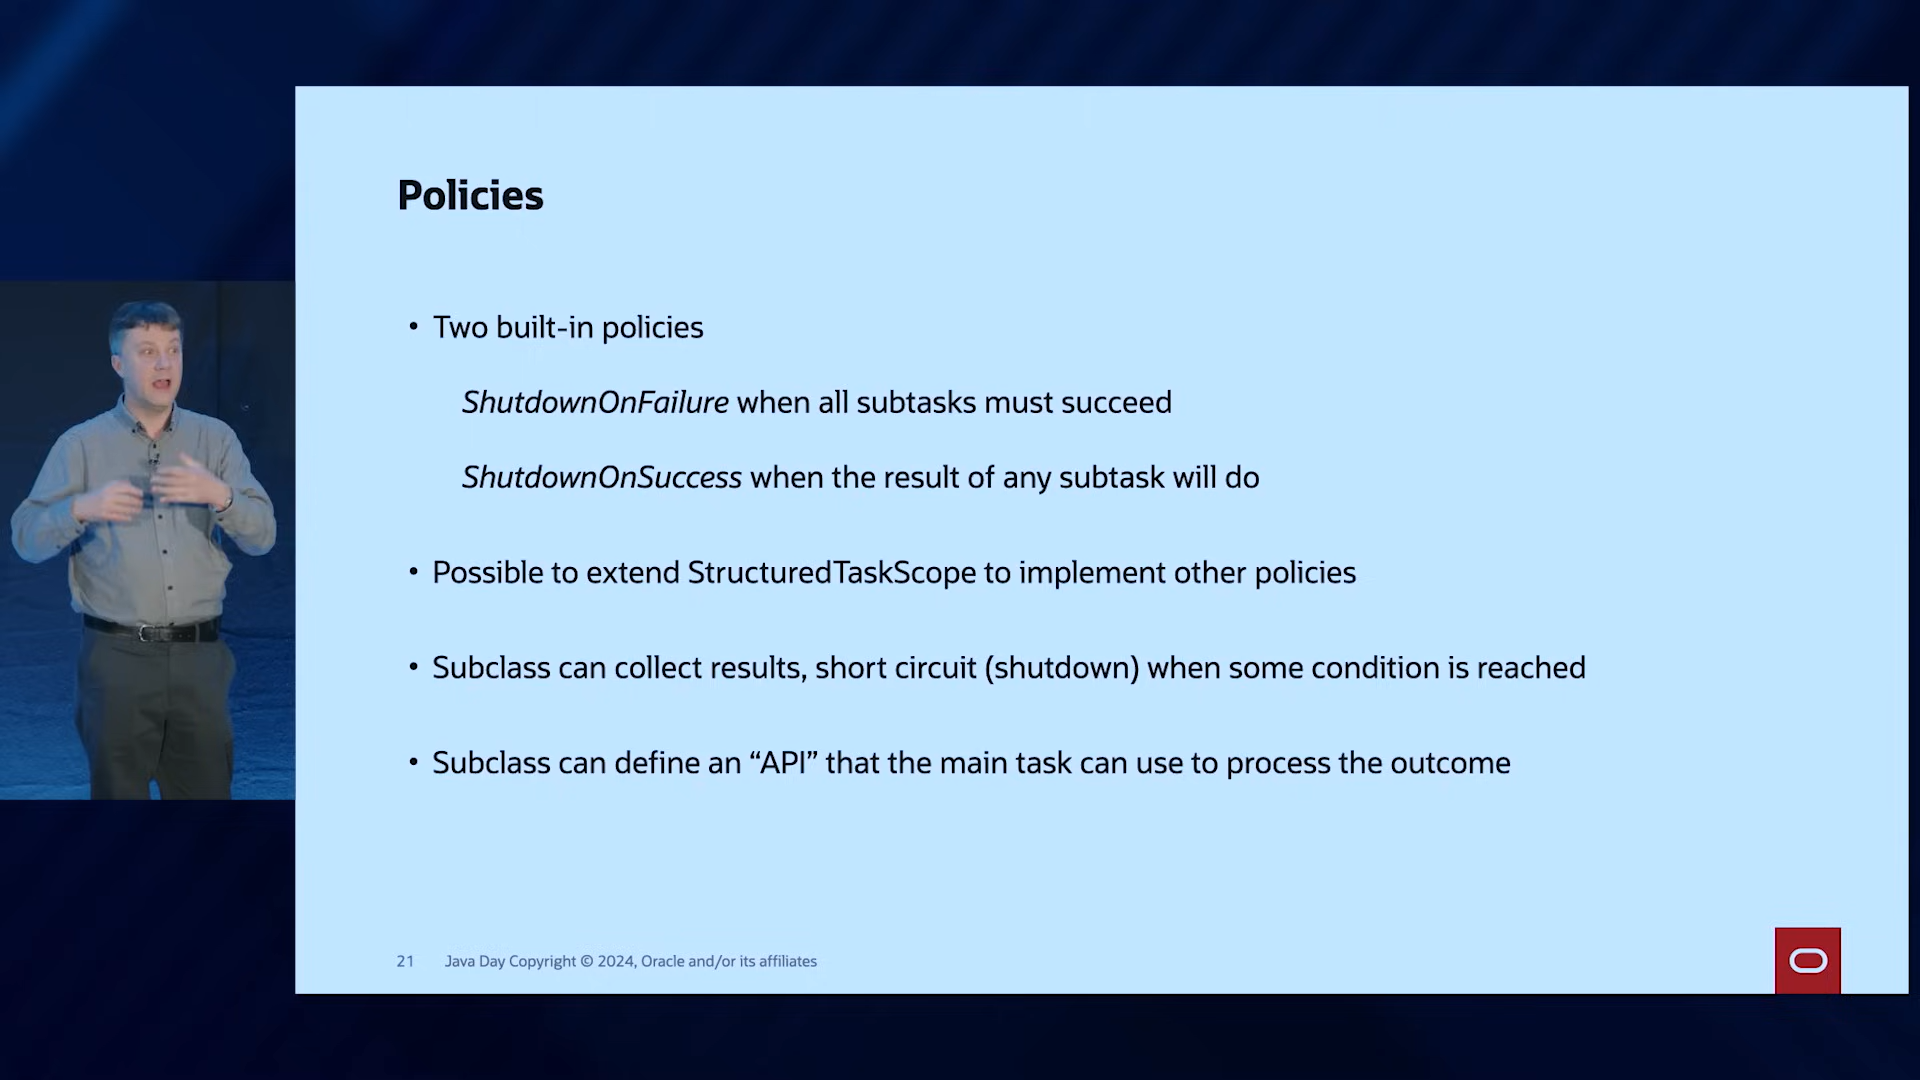 Policies
• Two built-in policies
ShutdownOnFailure when all subtasks must succeed
ShutdownOnSuccess when the result of any subtask will do
• Possible to extend StructuredTaskScope to implement other policies
• Subclass can collect results, short circuit (shutdown) when some condition is reached
• Subclass can define an “API” that the main task can use to process the outcome
21 Java Day Copyright © 2024, Oracle and/or its affiliates